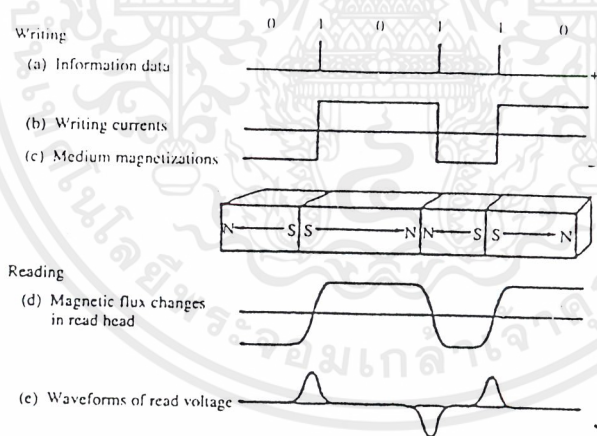 0 1 0 1 1 0
Writing
(a) Information data
+
(b) Writing currents
(c) Medium magnetizations
-
N S S N N S S N
Reading
(d) Magnetic flux changes
in read head
(e) Waveforms of read voltage